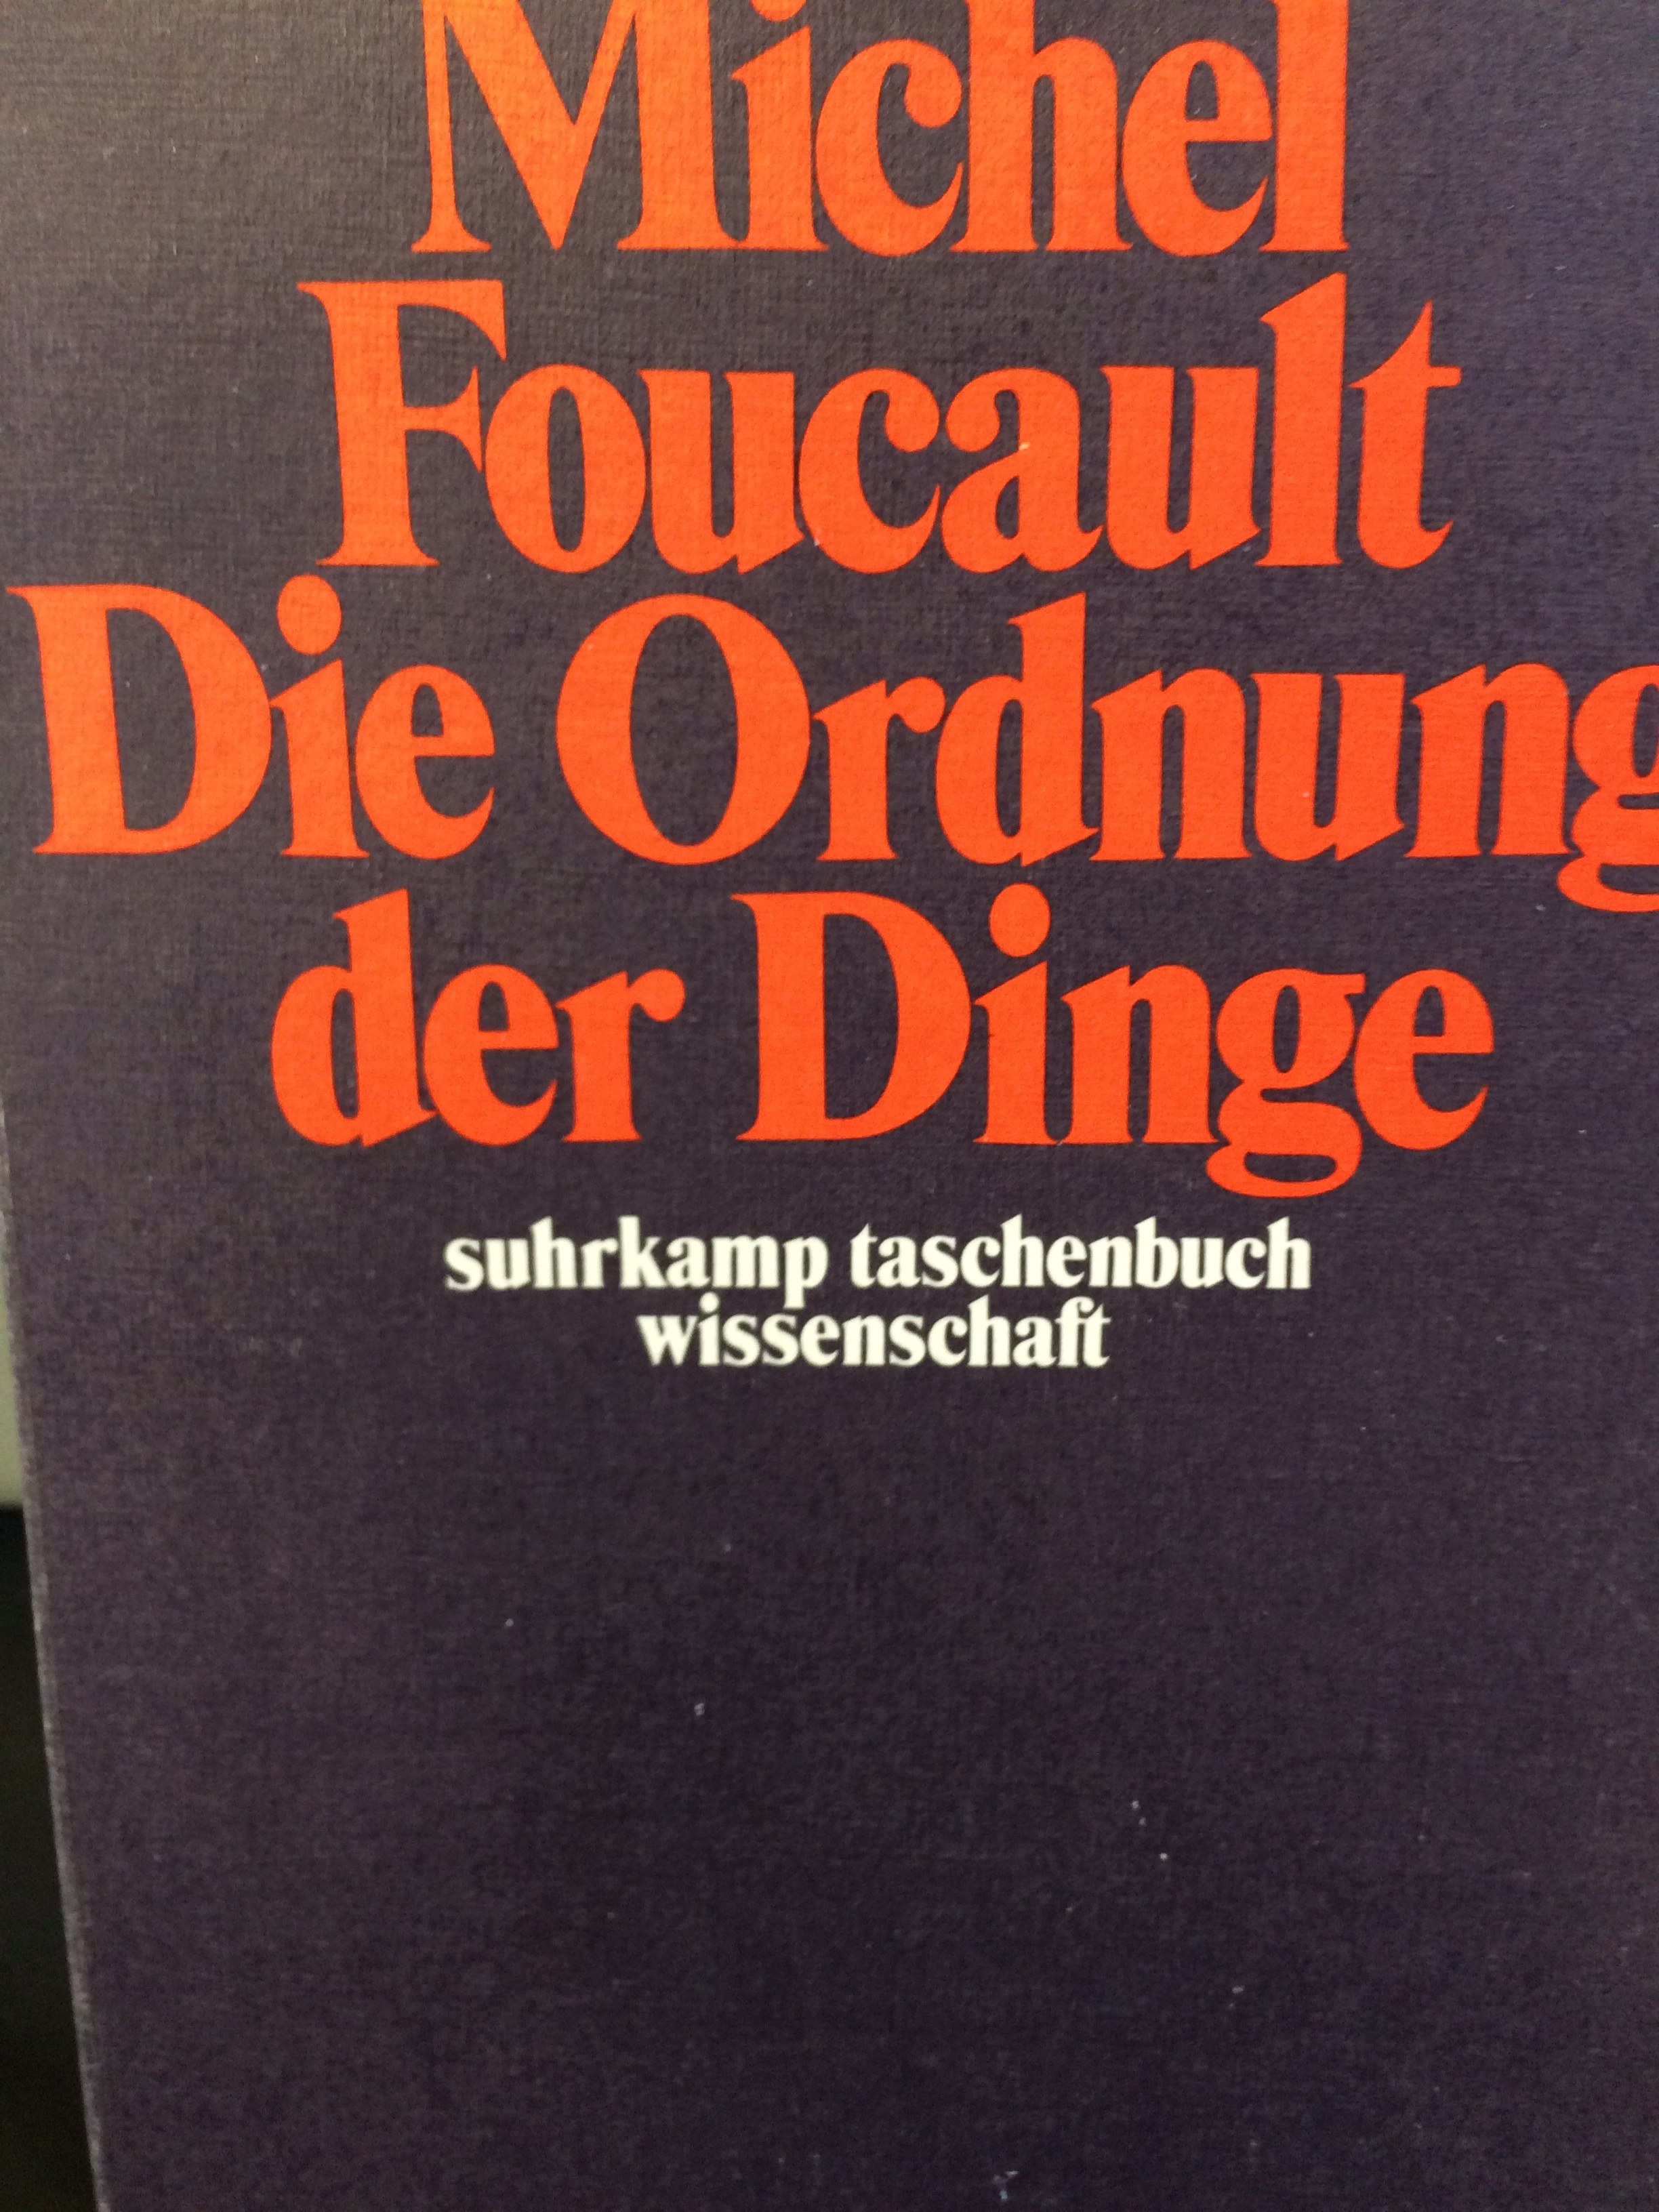 Michel
Foucault
Die Ordnung
der Dinge
suhrkamp taschenbuch
wissenschaft